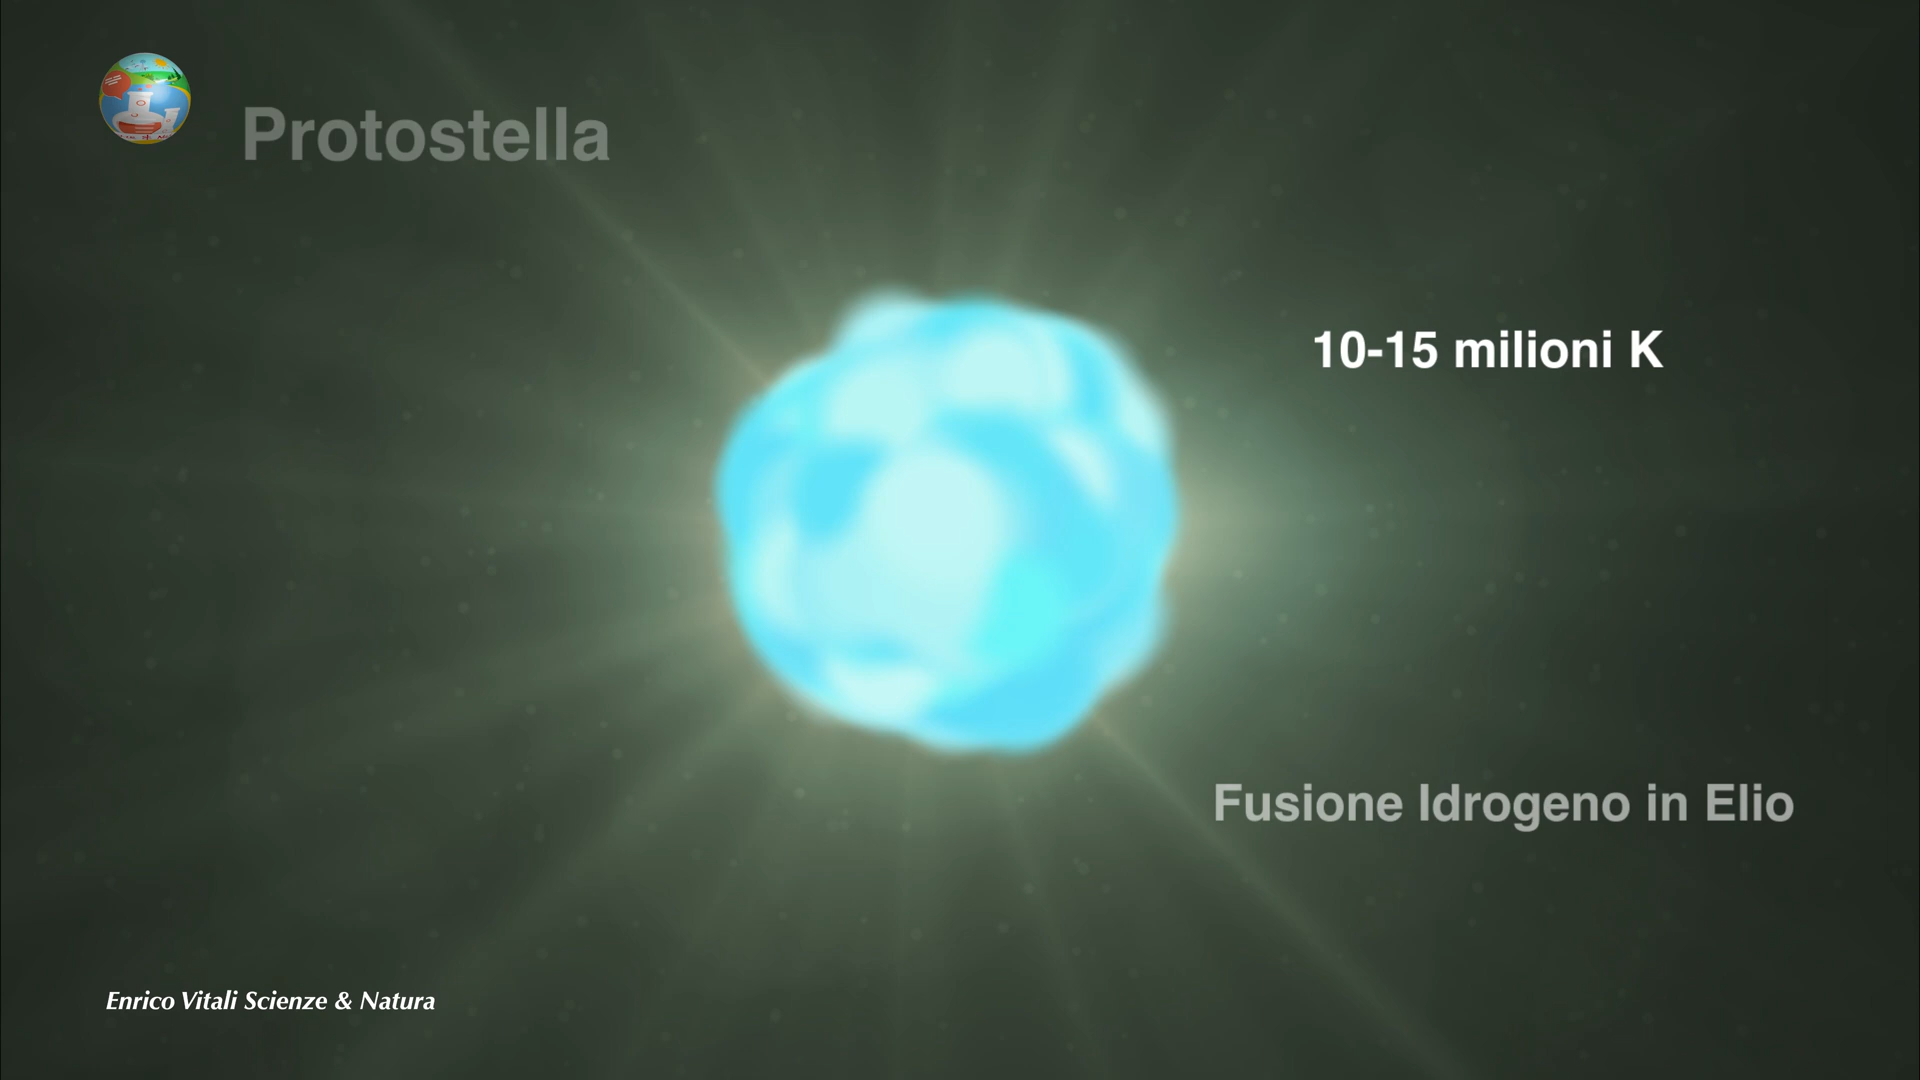 Protostella
10-15 milioni K
Fusione Idrogeno in Elio
Enrico Vitali Scienze & Natura